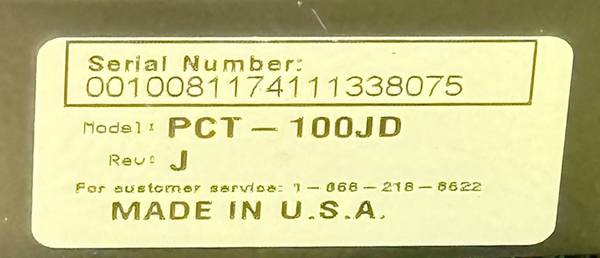 Serial Number:
0010081174111338075
Model: PCT-100JD
Rev: J
For customer service: 1-868-218-8622
MADE IN U.S.A.